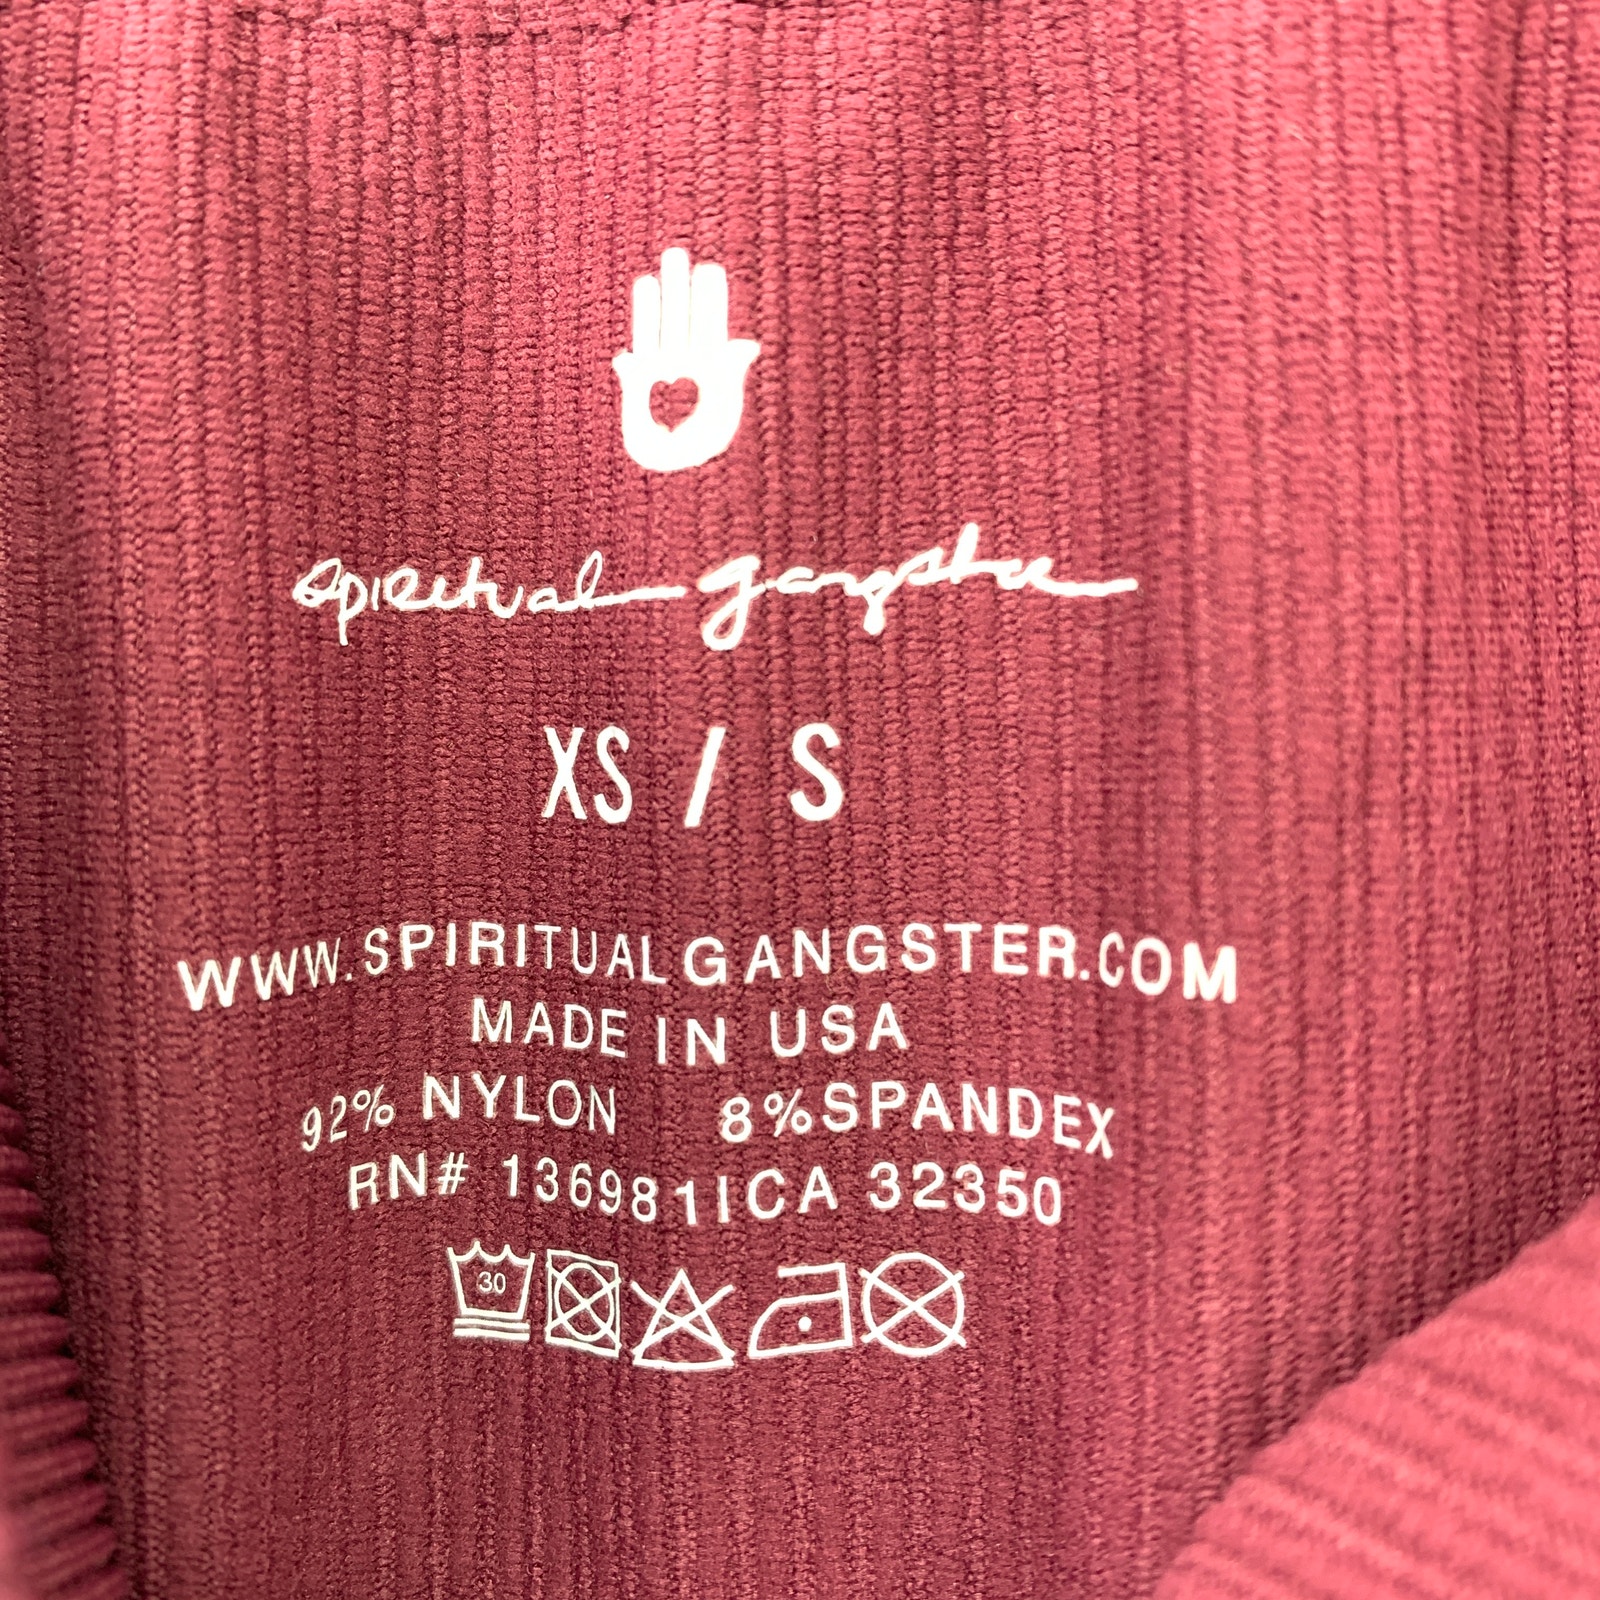 spiritual gangster
XS / S
WWW.SPIRITUALGANGSTER.COM
MADE IN USA
92% NYLON 8%SPANDEX
RN# 136981ICA 32350
30